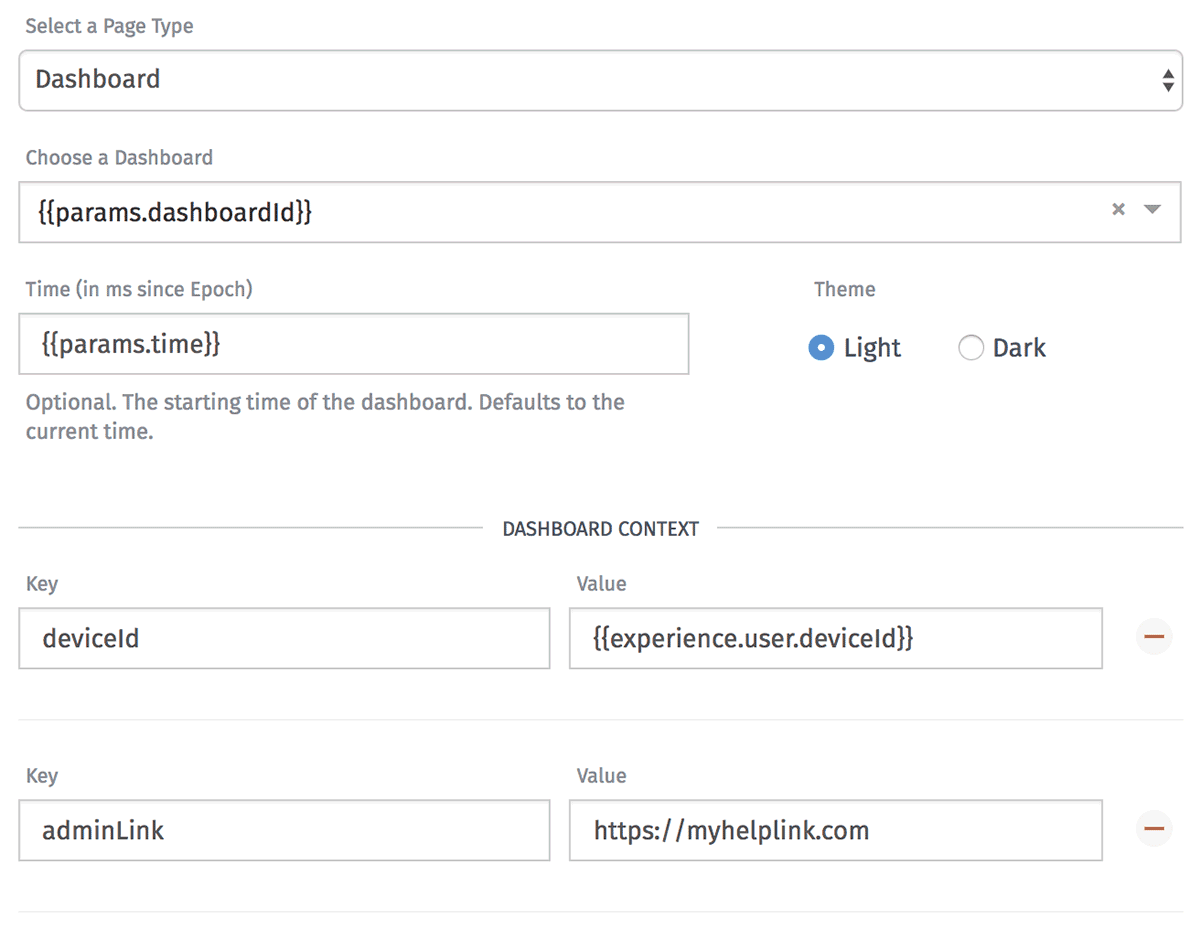 Select a Page Type
Dashboard
Choose a Dashboard
{{params.dashboardId}}
Time (in ms since Epoch)
Theme
{{params.time}}
Light
Dark
Optional. The starting time of the dashboard. Defaults to the
current time.
DASHBOARD CONTEXT
Key
Value
deviceId
{{experience.user.deviceId}}
Key
Value
adminLink
https://myhelplink.com